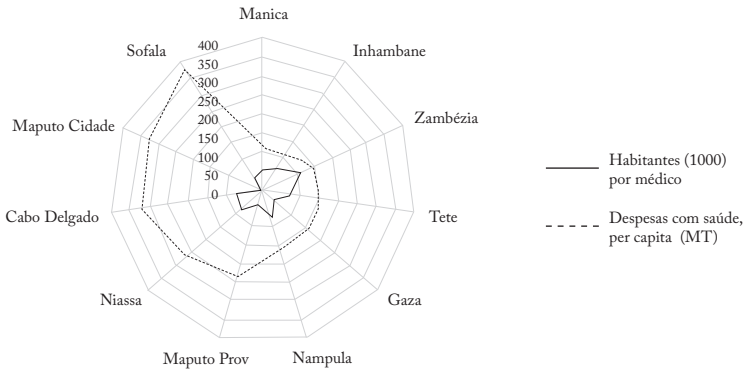 Manica
Inhambane
Zambézia
Tete
Gaza
Nampula
Maputo Prov
Niassa
Cabo Delgado
Maputo Cidade
Sofala
400
350
300
250
200
150
100
50
0
Habitantes (1000)
por médico
Despesas com saúde,
per capita (MT)